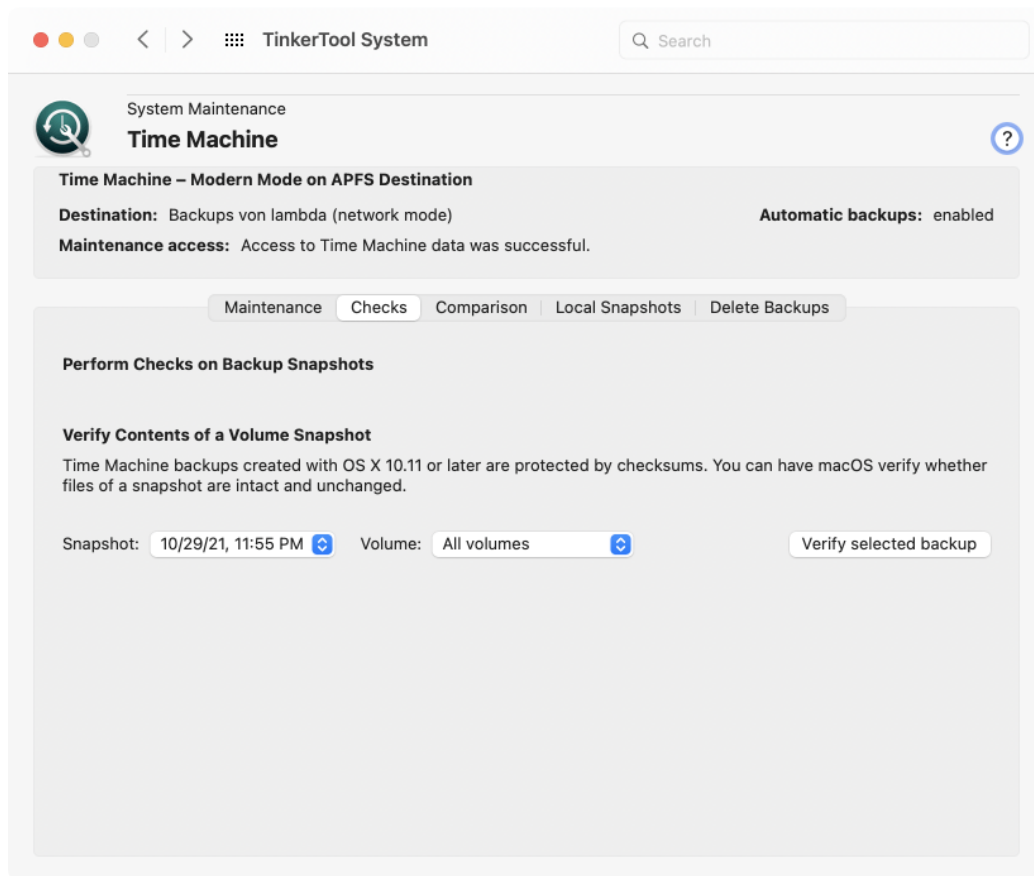 TinkerTool System
Search
System Maintenance
Time Machine
?
Time Machine – Modern Mode on APFS Destination
Destination: Backups von lambda (network mode) Automatic backups: enabled
Maintenance access: Access to Time Machine data was successful.
Maintenance Checks Comparison Local Snapshots Delete Backups
Perform Checks on Backup Snapshots
Verify Contents of a Volume Snapshot
Time Machine backups created with OS X 10.11 or later are protected by checksums. You can have macOS verify whether
files of a snapshot are intact and unchanged.
Snapshot: 10/29/21, 11:55 PM Volume: All volumes Verify selected backup